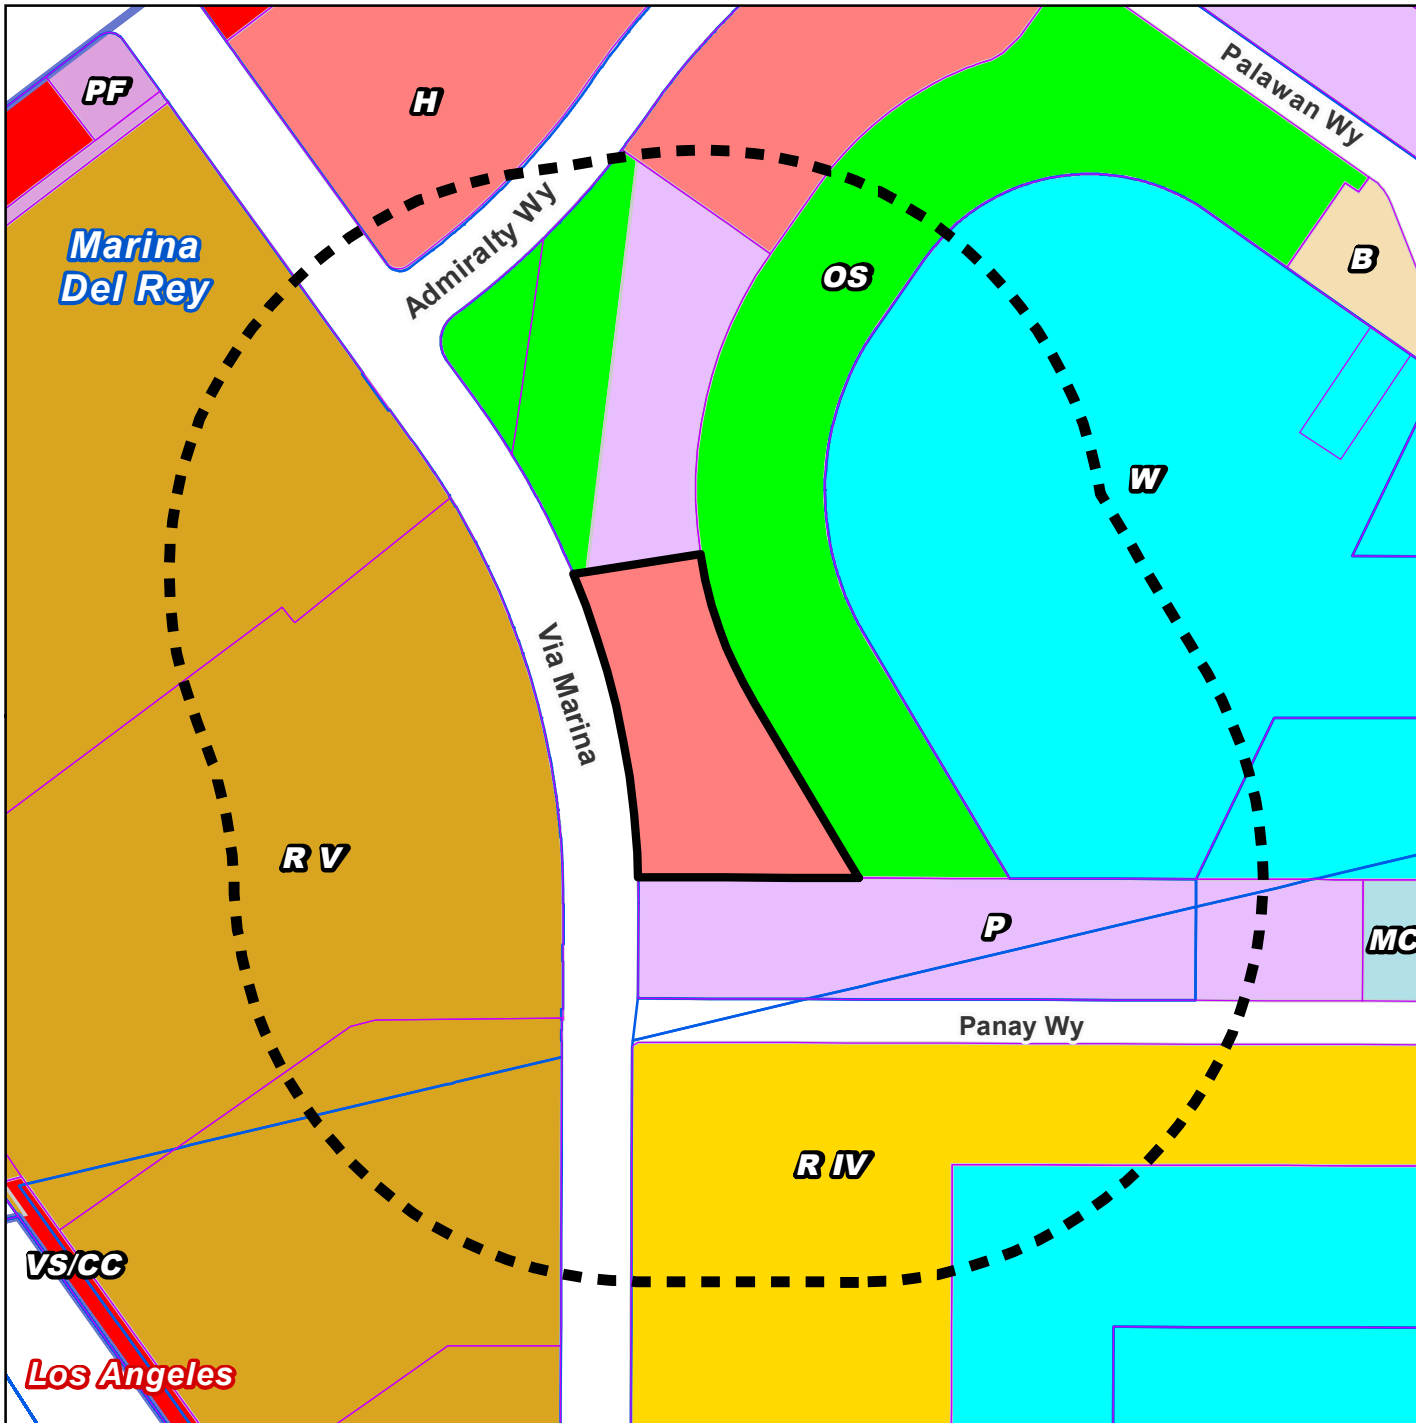 PF
H
Palawan Wy
Marina
Del Rey
Admiralty Wy
OS
B
W
Via Marina
R V
P
MC
Panay Wy
R IV
VS/CC
Los Angeles